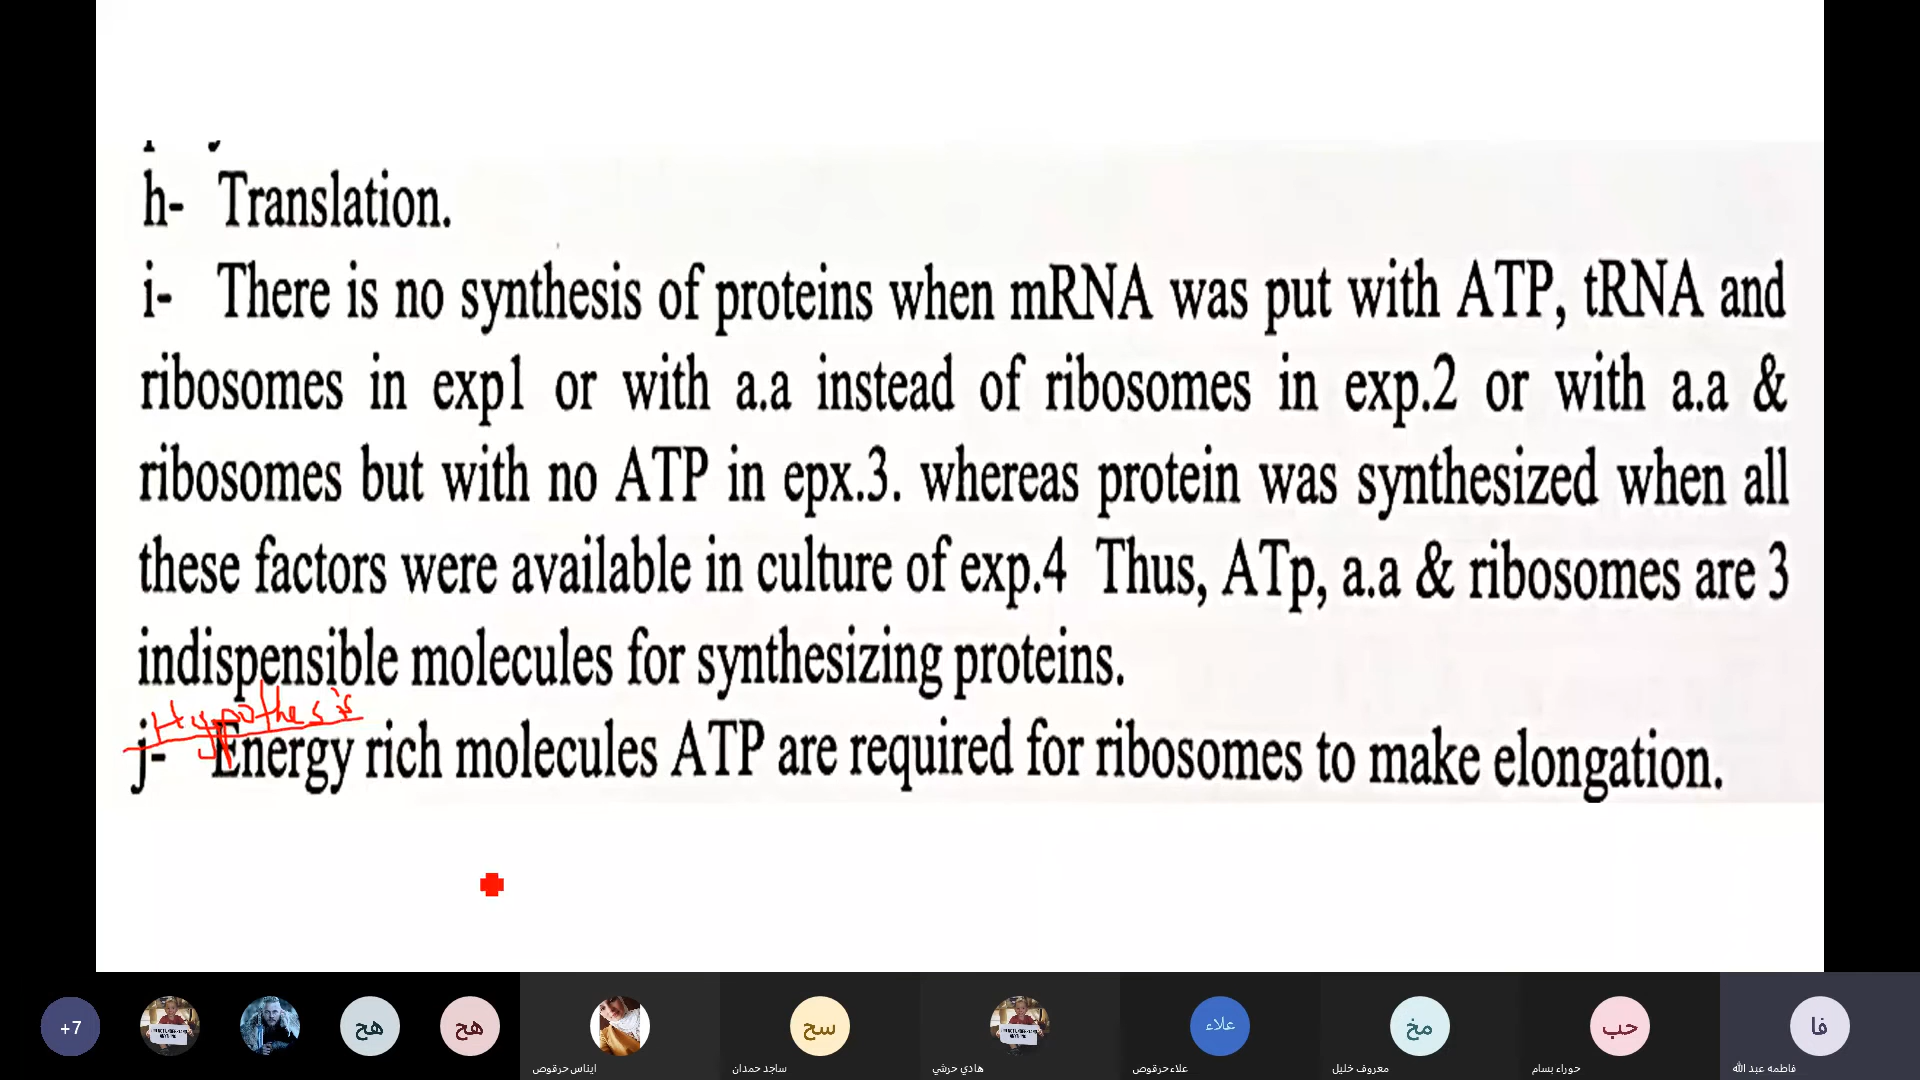 h- Translation.
i- There is no synthesis of proteins when mRNA was put with ATP, tRNA and
ribosomes in exp1 or with a.a instead of ribosomes in exp.2 or with a.a &
ribosomes but with no ATP in epx.3. whereas protein was synthesized when all
these factors were available in culture of exp.4 Thus, ATp, a.a & ribosomes are 3
indispensible molecules for synthesizing proteins.
Hypothesis
j- Energy rich molecules ATP are required for ribosomes to make elongation.
+7
هح
هح
سح
علاء
مخ
حب
فا
ايناس حرقوص
ساجد حمدان
هادي حرشي
علاء حرقوص
معروف خليل
حوراء بسام
فاطمه عبد الله